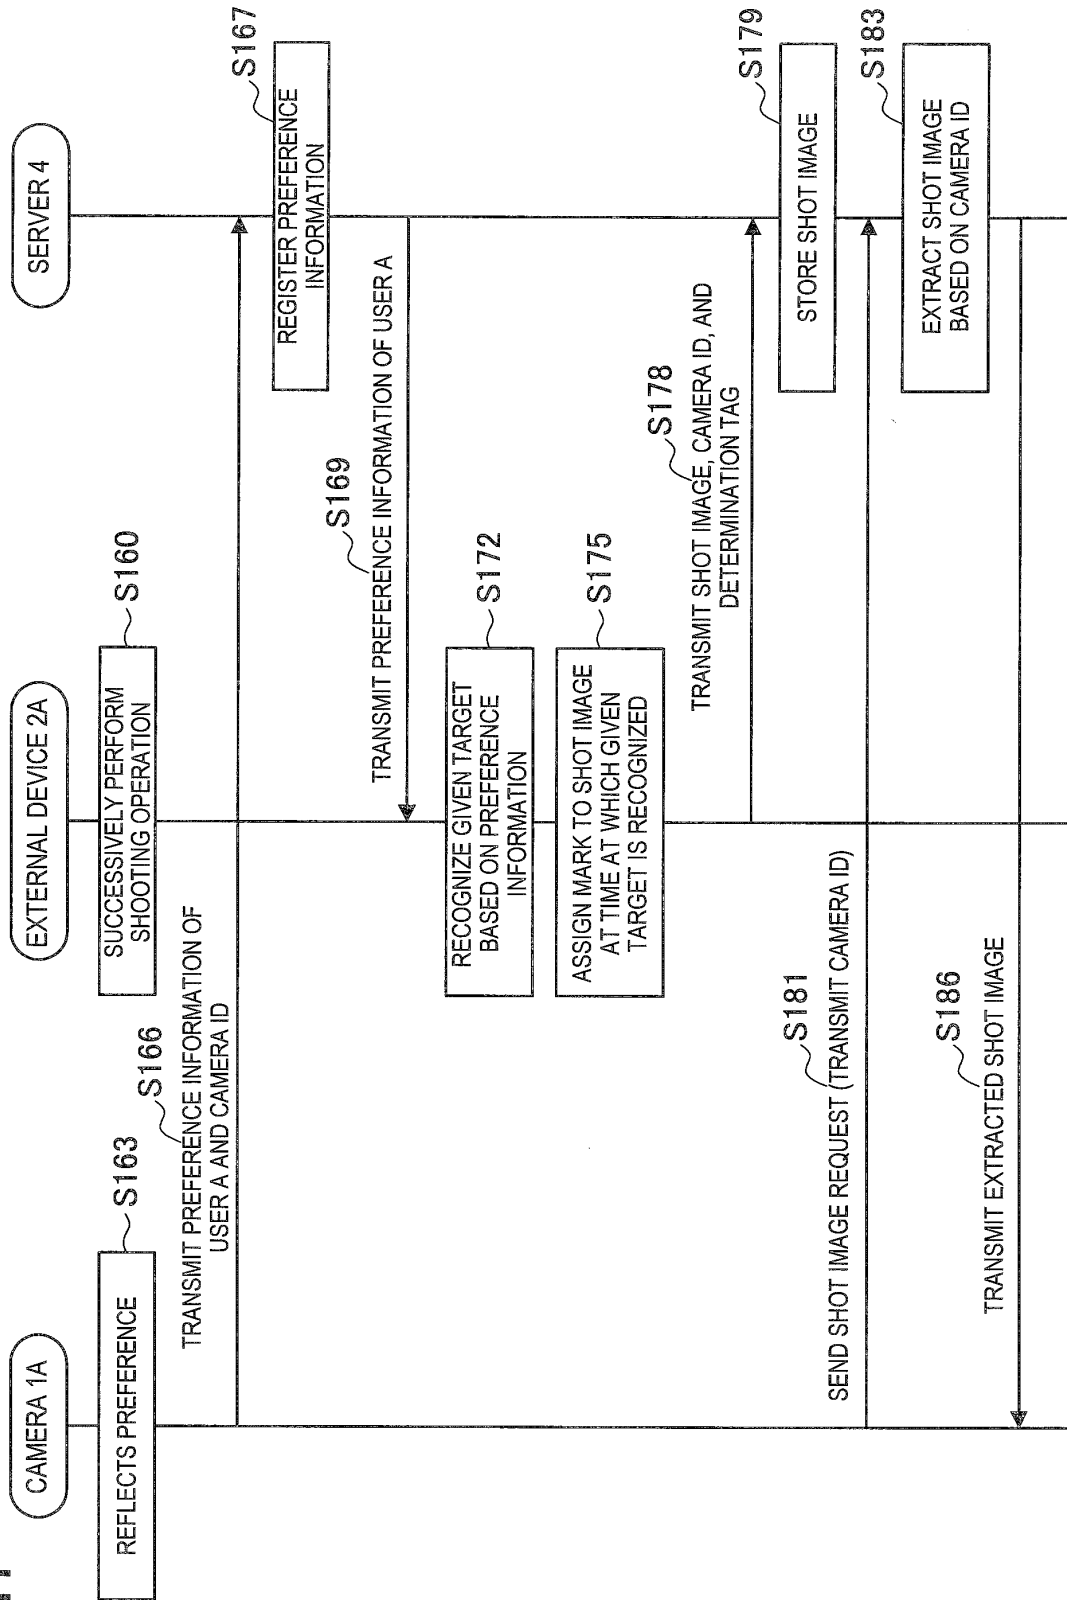 CAMERA 1A
EXTERNAL DEVICE 2A
SERVER 4
REFLECTS PREFERENCE
S163
SUCCESSIVELY PERFORM
SHOOTING OPERATION
S160
S166
TRANSMIT PREFERENCE INFORMATION OF
USER A AND CAMERA ID
REGISTER PREFERENCE
INFORMATION
S167
S169
TRANSMIT PREFERENCE INFORMATION OF USER A
RECOGNIZE GIVEN TARGET
BASED ON PREFERENCE
INFORMATION
S172
ASSIGN MARK TO SHOT IMAGE
AT TIME AT WHICH GIVEN
TARGET IS RECOGNIZED
S175
S178
TRANSMIT SHOT IMAGE, CAMERA ID, AND
DETERMINATION TAG
STORE SHOT IMAGE
S179
S181
SEND SHOT IMAGE REQUEST (TRANSMIT CAMERA ID)
EXTRACT SHOT IMAGE
BASED ON CAMERA ID
S183
S186
TRANSMIT EXTRACTED SHOT IMAGE